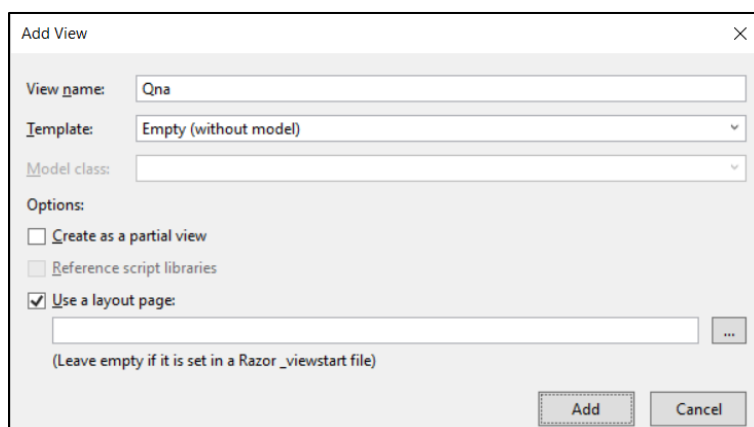 Add View
View name: Qna
Template: Empty (without model)
Model class:
Options:
Create as a partial view
Reference script libraries
Use a layout page:
...
(Leave empty if it is set in a Razor _viewstart file)
Add Cancel